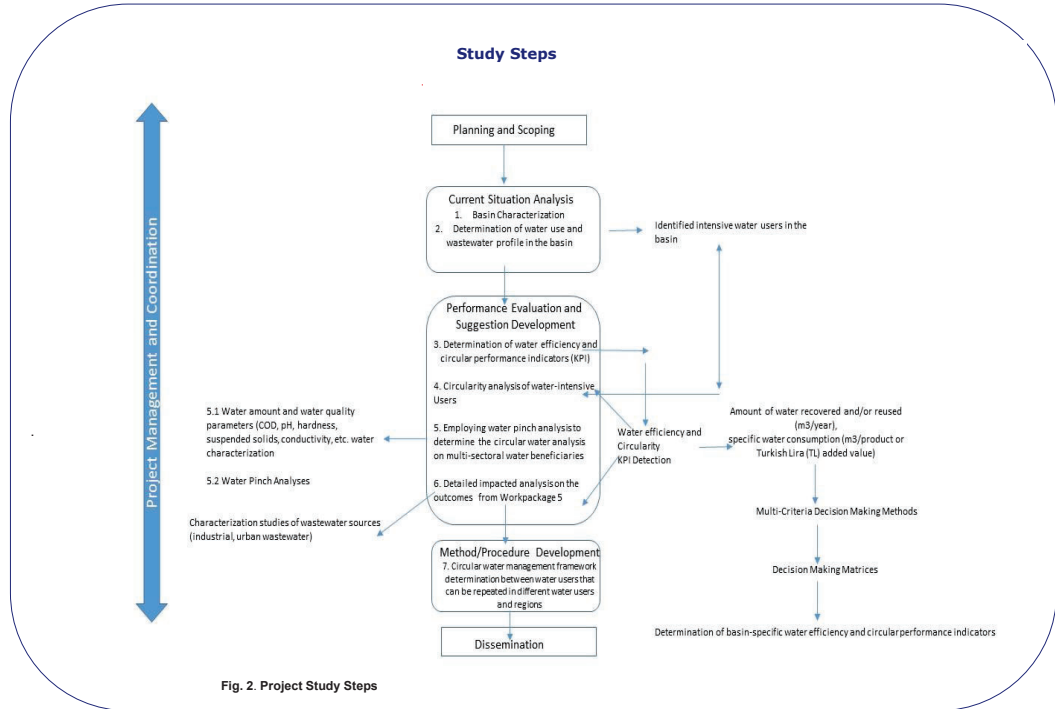 Study Steps
Project Management and Coordination
Planning and Scoping
Current Situation Analysis
1. Basin Characterization
2. Determination of water use and
wastewater profile in the basin
Identified intensive water users in the
basin
Performance Evaluation and
Suggestion Development
3. Determination of water efficiency and
circular performance indicators (KPI)
4. Circularity analysis of water-intensive
Users
5. Employing water pinch analysis to
determine the circular water analysis
on multi-sectoral water beneficiaries
6. Detailed impacted analysis on the
outcomes from Workpackage 5
5.1 Water amount and water quality
parameters (COD, pH, hardness,
suspended solids, conductivity, etc. water
characterization
5.2 Water Pinch Analyses
Characterization studies of wastewater sources
(industrial, urban wastewater)
Water efficiency and
Circularity
KPI Detection
Amount of water recovered and/or reused
(m3/year),
specific water consumption (m3/product or
Turkish Lira (TL) added value)
Multi-Criteria Decision Making Methods
Decision Making Matrices
Determination of basin-specific water efficiency and circular performance indicators
Method/Procedure Development
7. Circular water management framework
determination between water users that
can be repeated in different water users
and regions
Dissemination
Fig. 2. Project Study Steps